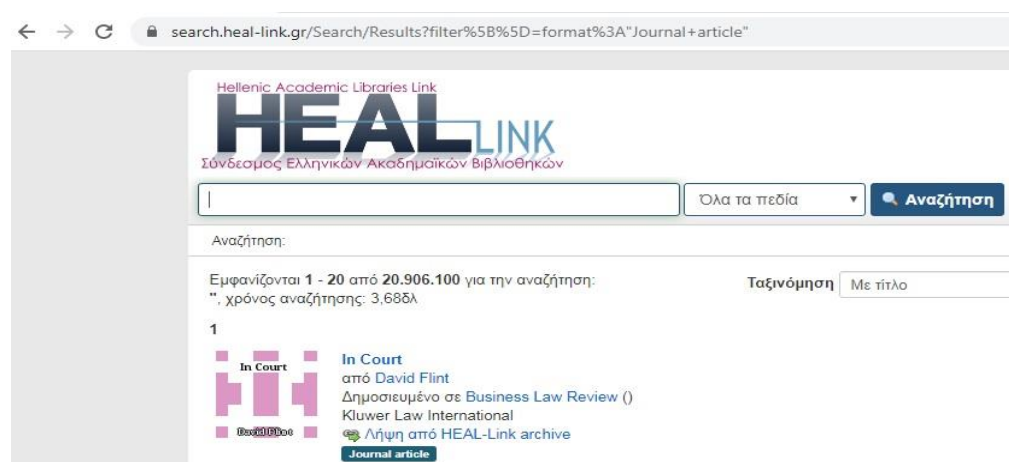 search.heal-link.gr/Search/Results?filter%5B%5D=format%3A"Journal+article"
Hellenic Academic Libraries Link
HEAL LINK
Σύνδεσμος Ελληνικών Ακαδημαϊκών Βιβλιοθηκών
Όλα τα πεδία Αναζήτηση
Αναζήτηση:
Εμφανίζονται 1 - 20 από 20.906.100 για την αναζήτηση: Ταξινόμηση Με τίτλο
'', χρόνος αναζήτησης: 3,68δλ
1
In Court
David Flint
In Court
από David Flint
Δημοσιευμένο σε Business Law Review ()
Kluwer Law International
Λήψη από HEAL-Link archive
Journal article